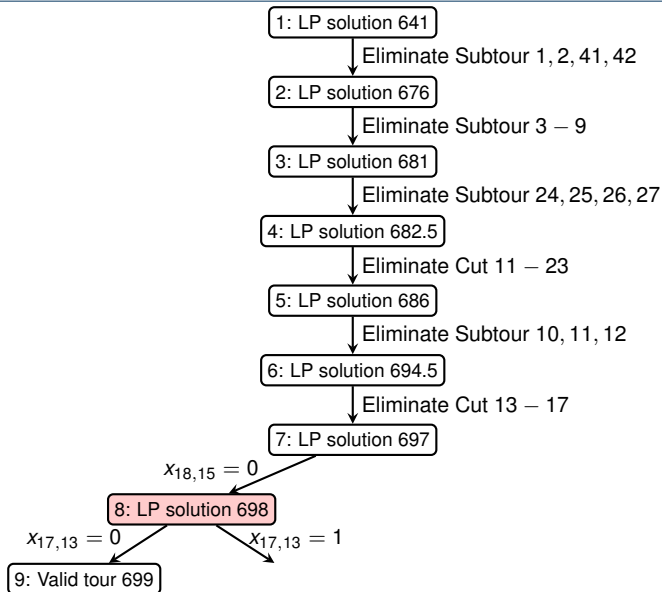 1: LP solution 641
Eliminate Subtour 1, 2, 41, 42
2: LP solution 676
Eliminate Subtour 3 − 9
3: LP solution 681
Eliminate Subtour 24, 25, 26, 27
4: LP solution 682.5
Eliminate Cut 11 − 23
5: LP solution 686
Eliminate Subtour 10, 11, 12
6: LP solution 694.5
Eliminate Cut 13 − 17
7: LP solution 697
x18,15 = 0
8: LP solution 698
x17,13 = 0 x17,13 = 1
9: Valid tour 699